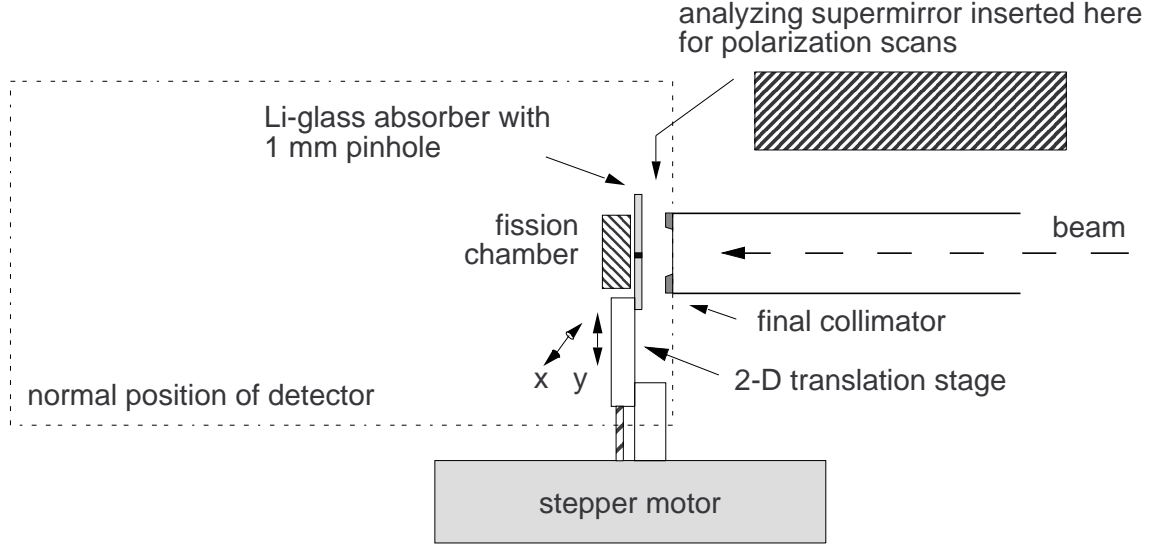 analyzing supermirror inserted here
for polarization scans
Li-glass absorber with
1 mm pinhole
fission
chamber
beam
final collimator
x
y
2-D translation stage
normal position of detector
stepper motor